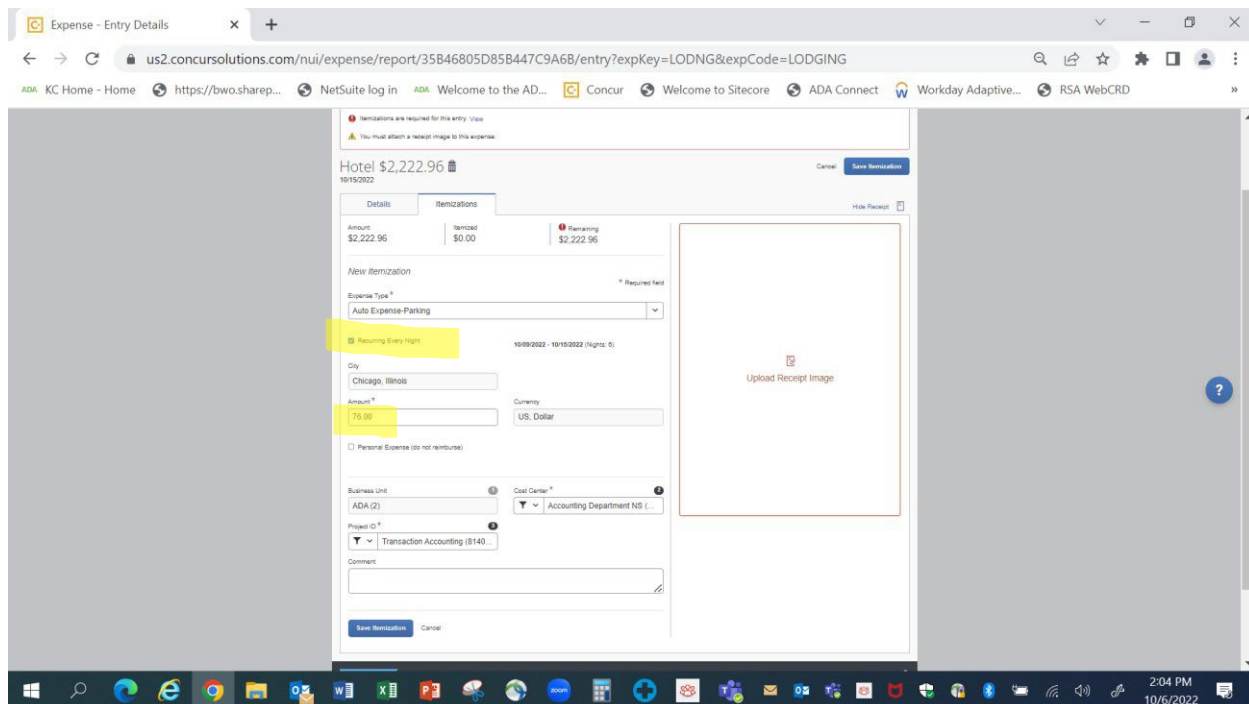 Expense - Entry Details
us2.concursolutions.com/nui/expense/report/35B46805D85B447C9A6B/entry?expKey=LODNG&expCode=LODGING
ADA KC Home - Home https://bwo.sharep... NetSuite log in ADA Welcome to the AD... Concur Welcome to Sitecore ADA Connect Workday Adaptive... RSA WebCRD »
Itemizations are required for this entry. View
You must attach a receipt image to this expense.
Hotel $2,222.96
Cancel Save Itemization
10/15/2022
Details Itemizations
Hide Receipt
Amount Itemized Remaining
$2,222.96 $0.00 $2,222.96
New Itemization
* Required field
Expense Type *
Auto Expense-Parking
Recurring Every Night 10/09/2022 - 10/15/2022 (Nights: 6)
City
Chicago, Illinois
Upload Receipt Image
?
Amount * Currency
76.00 US, Dollar
Personal Expense (do not reimburse)
Business Unit 1 Cost Center * 2
ADA (2) Accounting Department NS (...
Project ID * 3
Transaction Accounting (8140...
Comment
Save Itemization Cancel
zoom
2:04 PM
10/6/2022